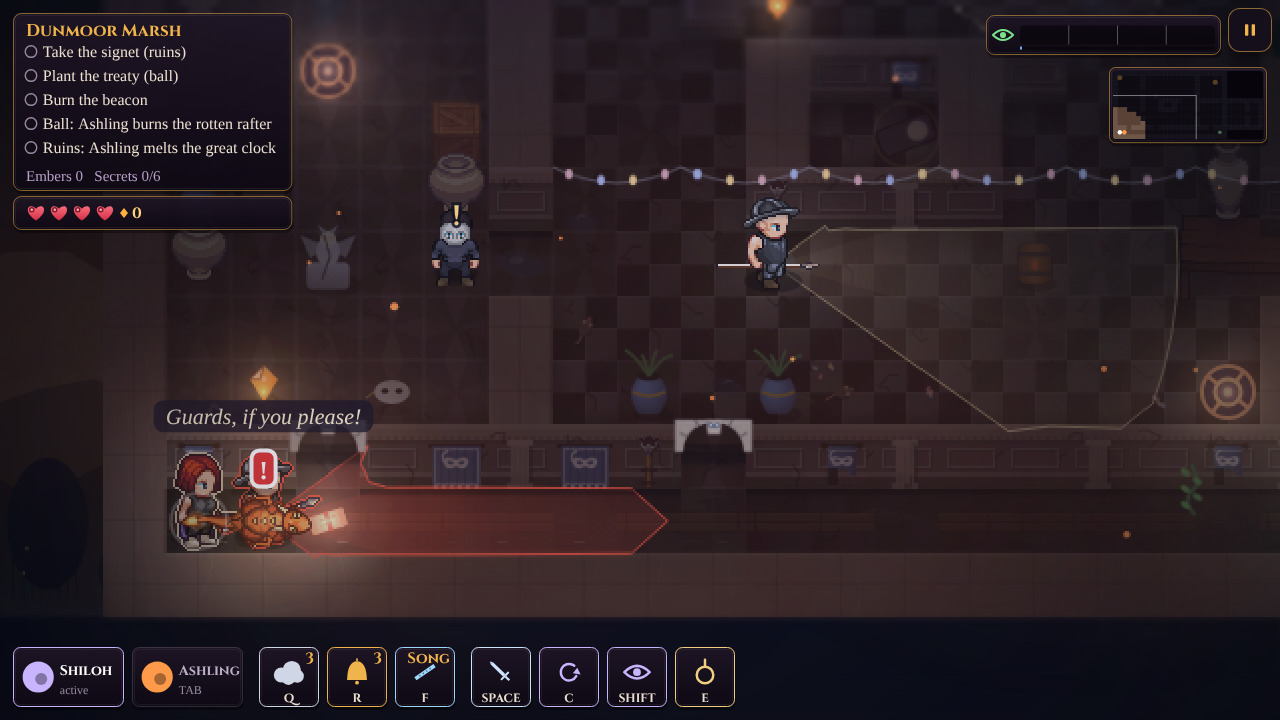 DUNMOOR MARSH
Take the signet (ruins)
Plant the treaty (ball)
Burn the beacon
Ball: Ashling burns the rotten rafter
Ruins: Ashling melts the great clock
Embers 0 Secrets 0/6
0
Guards, if you please!
!
SHILOH
active
ASHLING
TAB
3
Q
3
R
SONG
F
SPACE
C
SHIFT
E